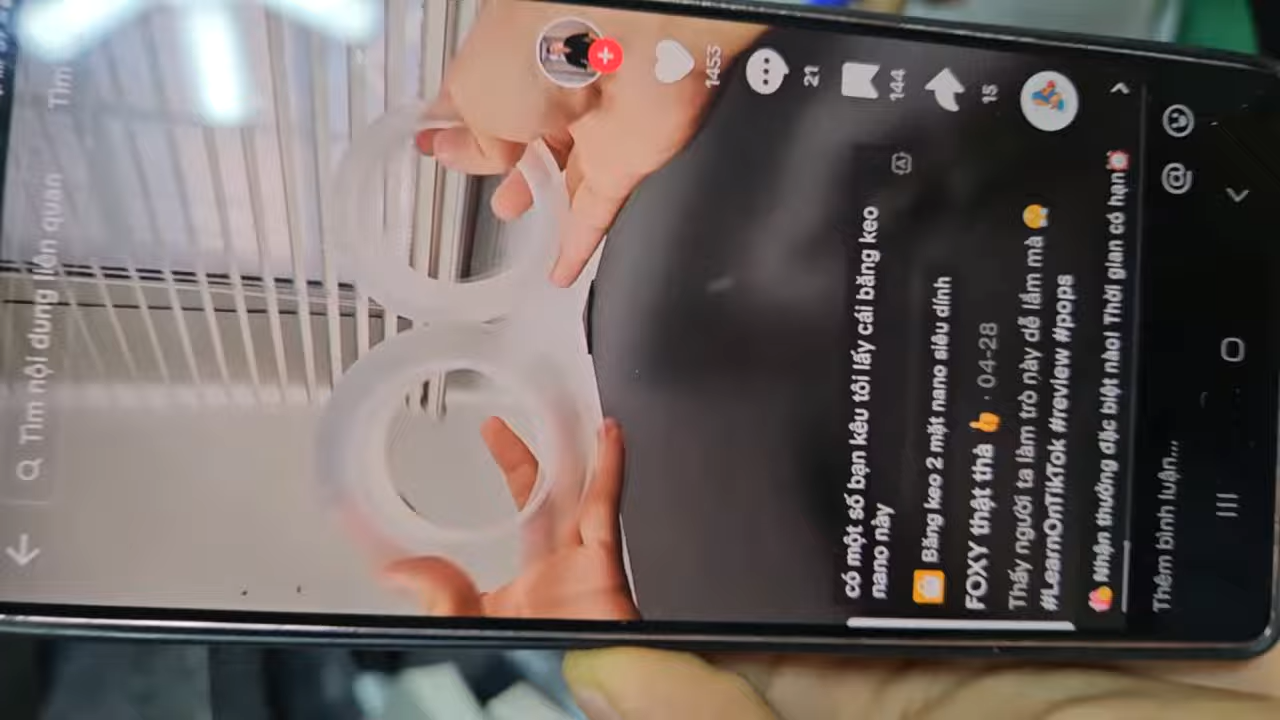 Tìm nội dung liên quan
Tìm
1453
21
144
15
có một số bạn kêu tôi lấy cái băng keo
nano này
Băng keo 2 mặt nano siêu dính
FOXY thật thà 👍 · 04-28
Thấy người ta làm trò này dễ lắm mà
#LearnOnTikTok #review #pops
Nhận thưởng đặc biệt nào! Thời gian có hạn
Thêm bình luận...